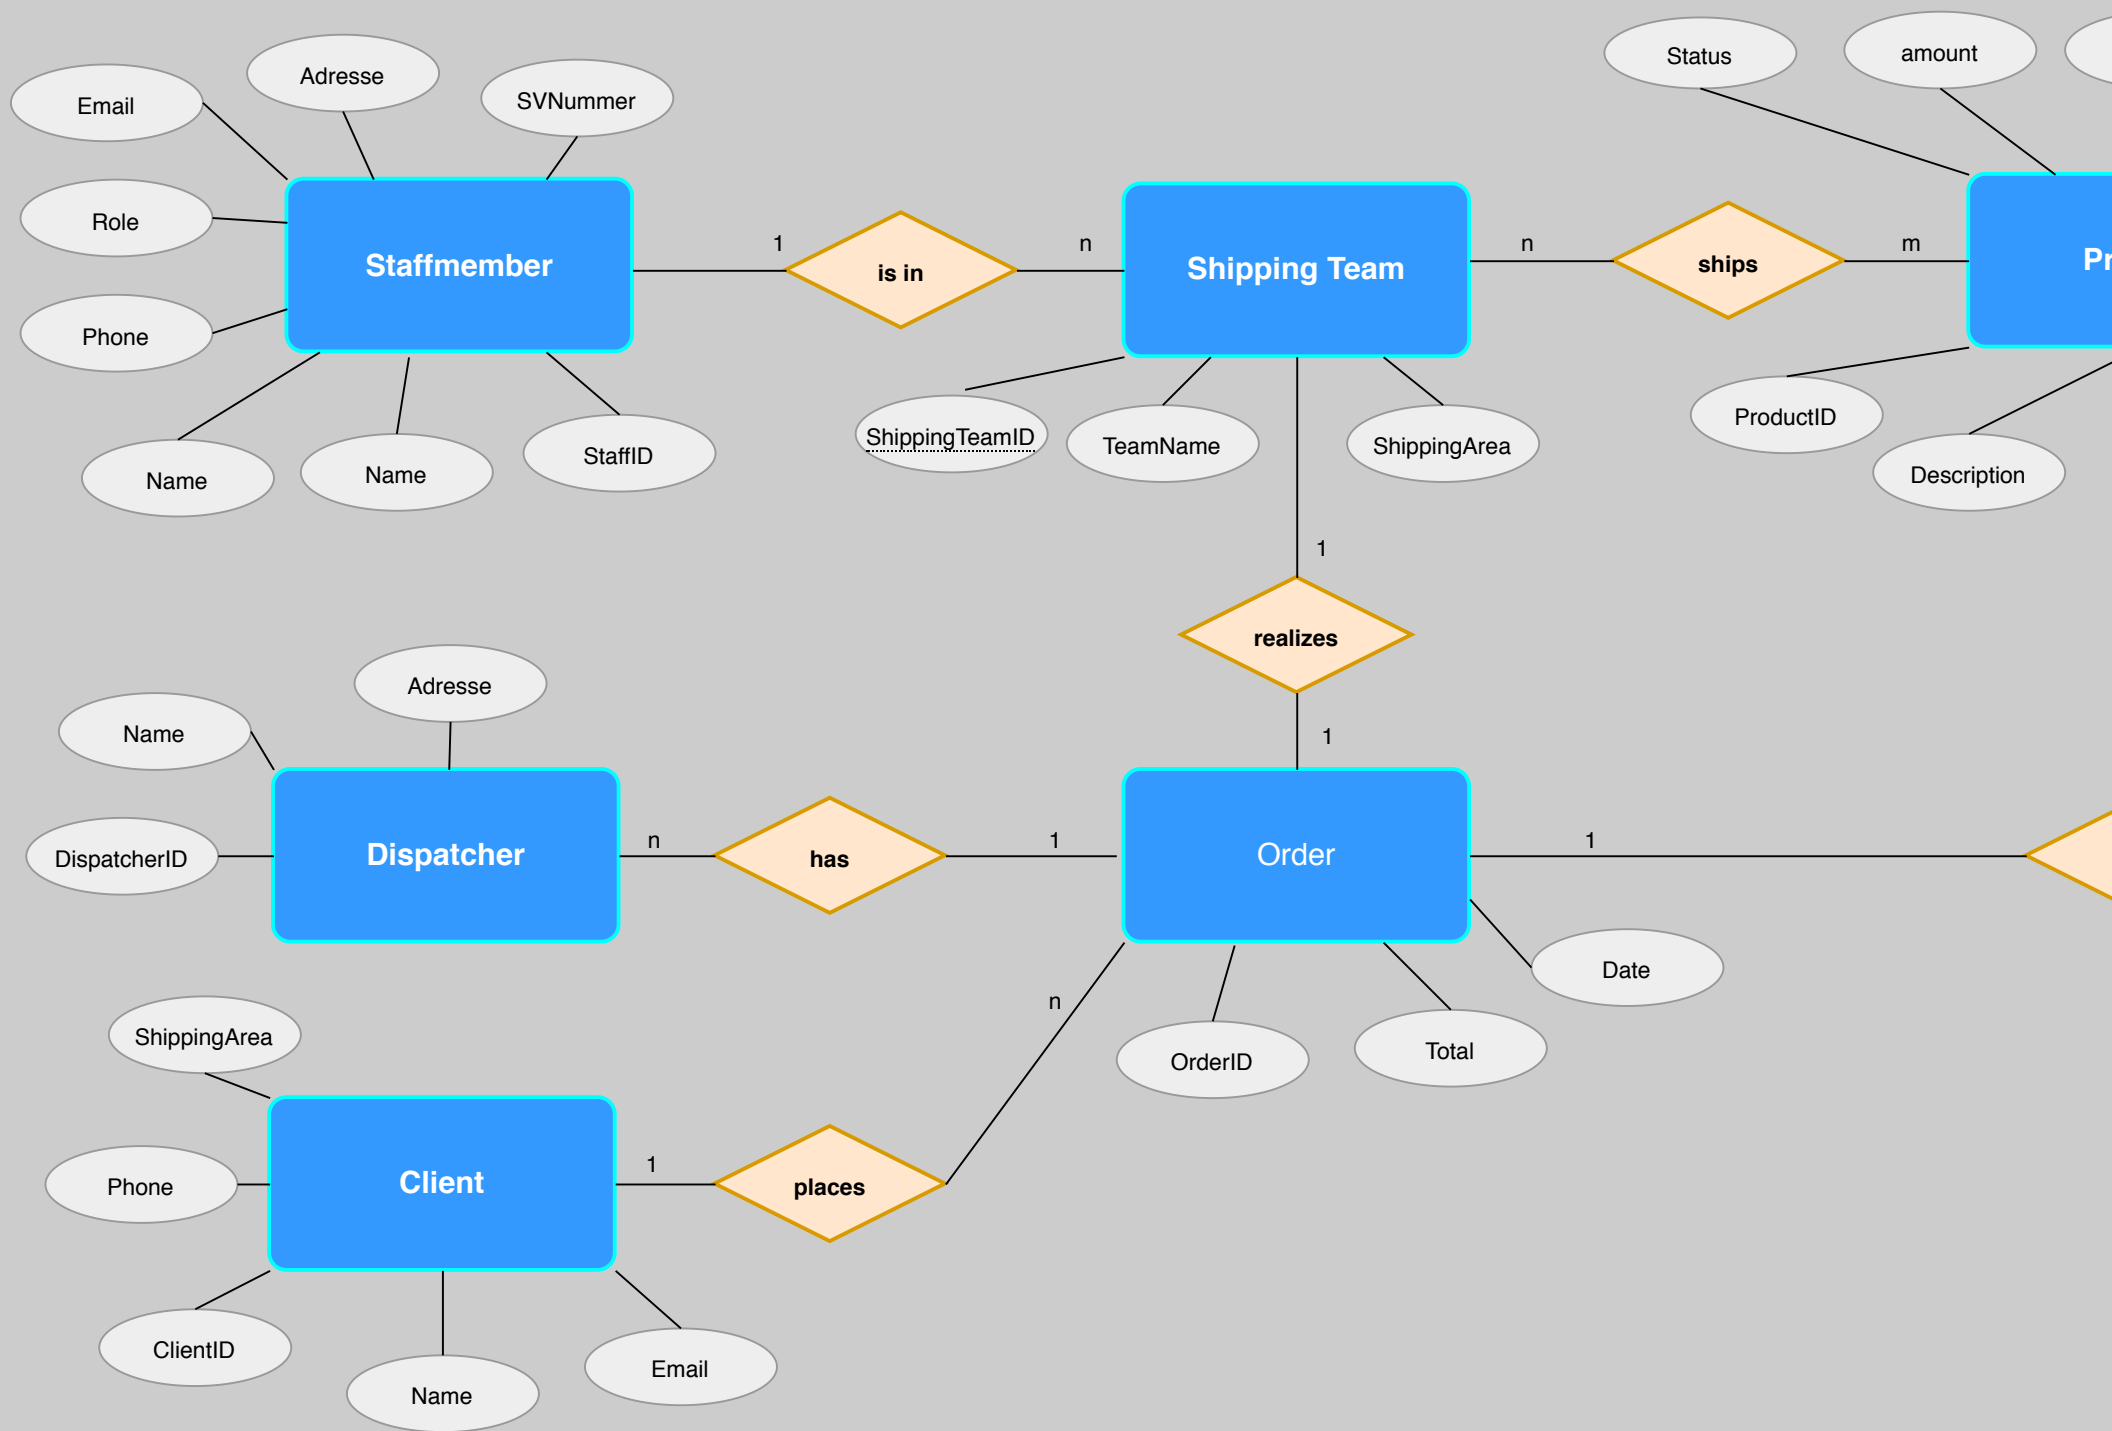 Status
amount
Adresse
SVNummer
Email
Role
Staffmember
1
is in
n
Shipping Team
n
ships
m
Pr
Phone
Name
Name
StaffID
ShippingTeamID
TeamName
ShippingArea
ProductID
Description
1
realizes
1
Adresse
Name
DispatcherID
Dispatcher
n
has
1
Order
1
Date
n
OrderID
Total
ShippingArea
Phone
Client
1
places
ClientID
Name
Email